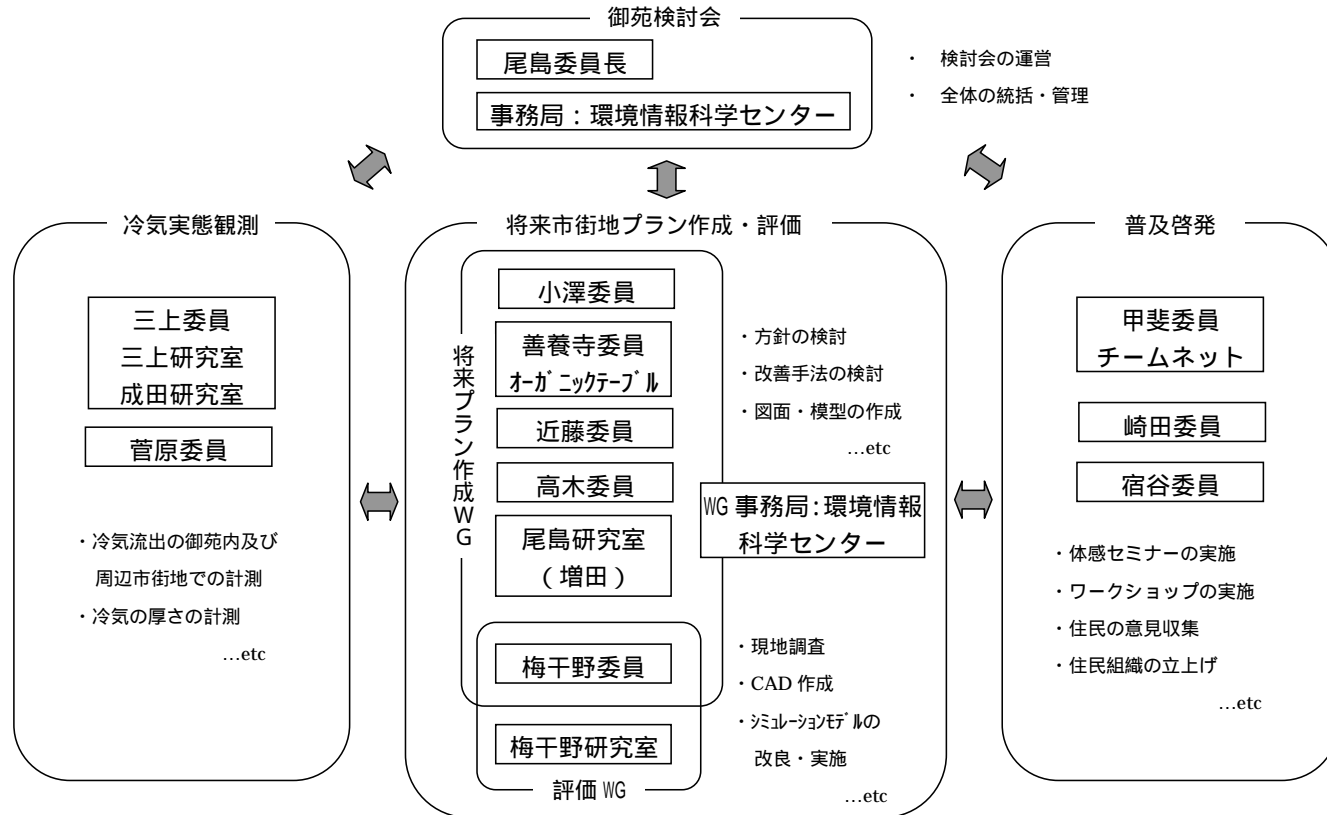 御苑検討会
尾島委員長
事務局：環境情報科学センター
・ 検討会の運営
・ 全体の統括・管理
冷気実態観測
三上委員
三上研究室
成田研究室
菅原委員
・冷気流出の御苑内及び
周辺市街地での計測
・冷気の厚さの計測
…etc
将来市街地プラン作成・評価
将来プラン作成WG
小澤委員
善養寺委員
ｵｰｶﾞﾆｯｸﾃｰﾌﾞﾙ
近藤委員
高木委員
尾島研究室
（増田）
・方針の検討
・改善手法の検討
・図面・模型の作成
…etc
WG 事務局：環境情報
科学センター
梅干野委員
梅干野研究室
評価 WG
・現地調査
・CAD 作成
・ｼﾐｭﾚｰｼｮﾝﾓﾃﾞﾙの
改良・実施
…etc
普及啓発
甲斐委員
チームネット
崎田委員
宿谷委員
・体感セミナーの実施
・ワークショップの実施
・住民の意見収集
・住民組織の立上げ
…etc